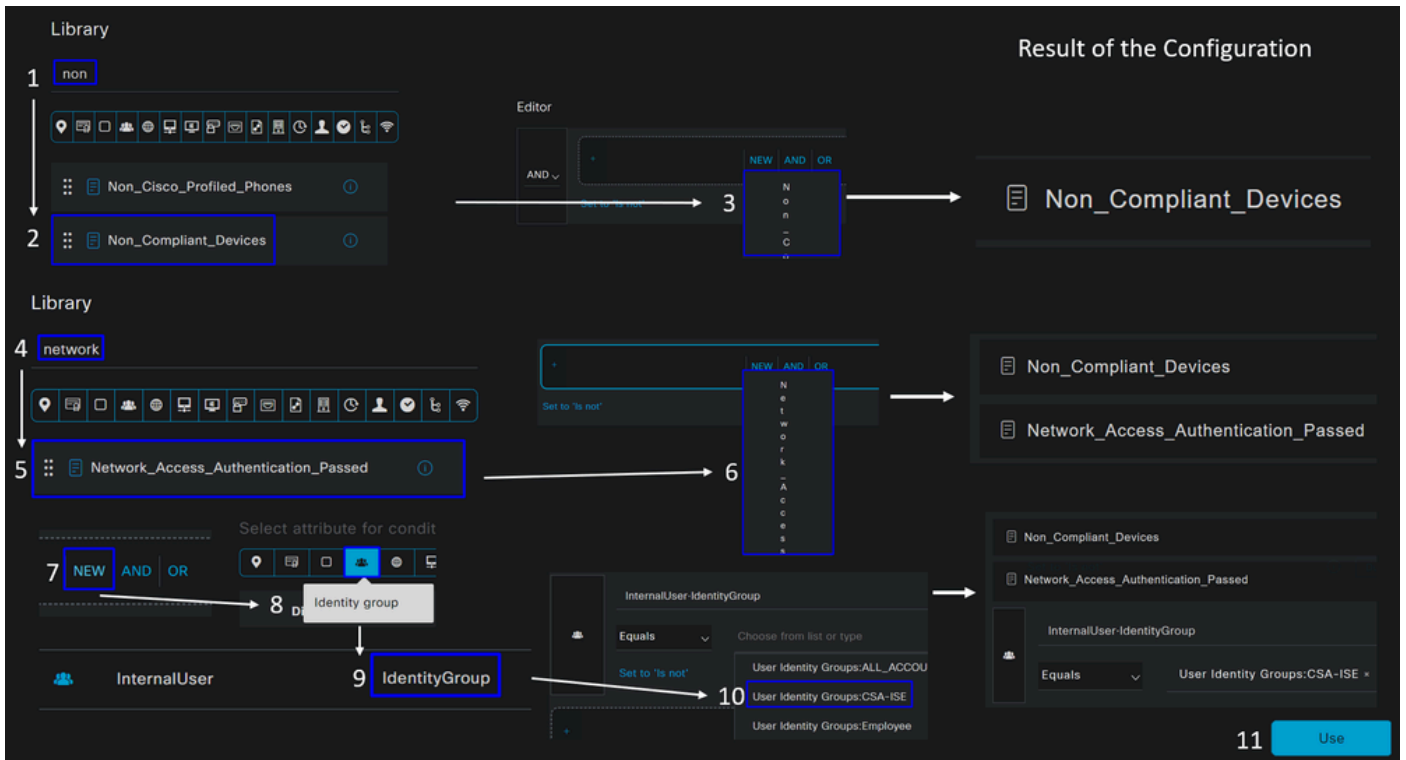 Library
Result of the Configuration
1 non
Editor
NEW AND OR
AND
+
Non_Cisco_Profiled_Phones
Set to 'Is not'
3
N
o
n
_
C
Non_Compliant_Devices
2 Non_Compliant_Devices
Library
4 network
+
NEW AND OR
Set to 'Is not'
N
e
t
w
o
r
k
_
A
c
c
e
s
s
Non_Compliant_Devices
Network_Access_Authentication_Passed
5 Network_Access_Authentication_Passed
6
7 NEW AND OR
Select attribute for condit
8 Di
Identity group
InternalUser
9 IdentityGroup
InternalUser-IdentityGroup
Equals
Choose from list or type
Set to 'Is not'
User Identity Groups:ALL_ACCOU
10 User Identity Groups:CSA-ISE
User Identity Groups:Employee
+
Non_Compliant_Devices
Network_Access_Authentication_Passed
InternalUser-IdentityGroup
Equals
User Identity Groups:CSA-ISE ×
11 Use